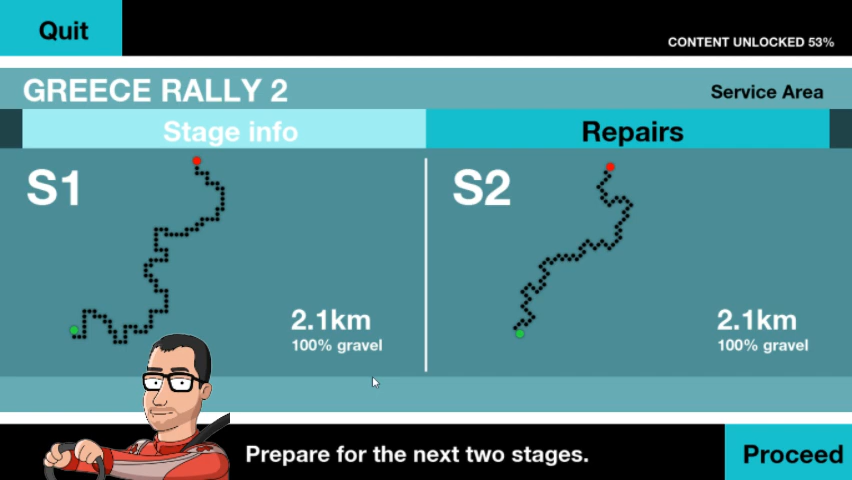 Quit
CONTENT UNLOCKED 53%
GREECE RALLY 2
Service Area
Stage info
Repairs
S1
2.1km
100% gravel
S2
2.1km
100% gravel
Prepare for the next two stages.
Proceed